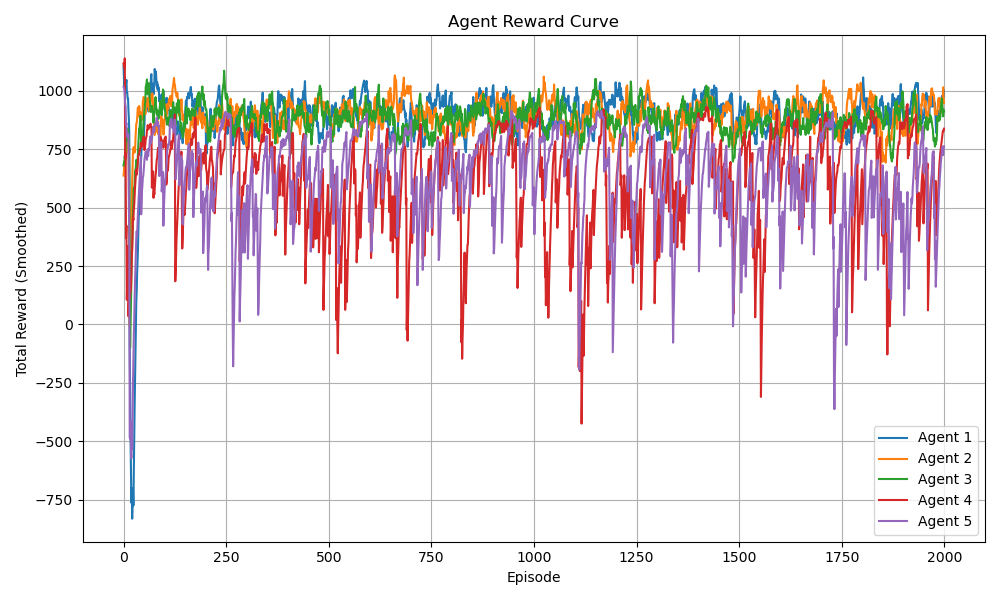 Agent Reward Curve
Total Reward (Smoothed)
1000
750
500
250
0
−250
−500
−750
0 250 500 750 1000 1250 1500 1750 2000
Episode
Agent 1
Agent 2
Agent 3
Agent 4
Agent 5